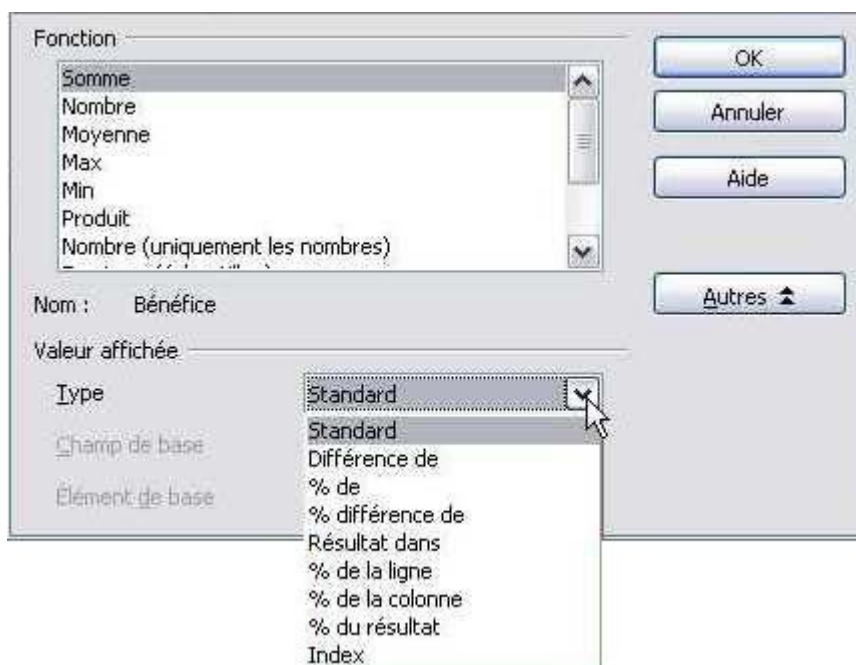 Fonction
Somme
Nombre
Moyenne
Max
Min
Produit
Nombre (uniquement les nombres)
OK
Annuler
Aide
Autres
Nom : Bénéfice
Valeur affichée
Type Standard
Champ de base
Élément de base
Standard
Différence de
% de
% différence de
Résultat dans
% de la ligne
% de la colonne
% du résultat
Index